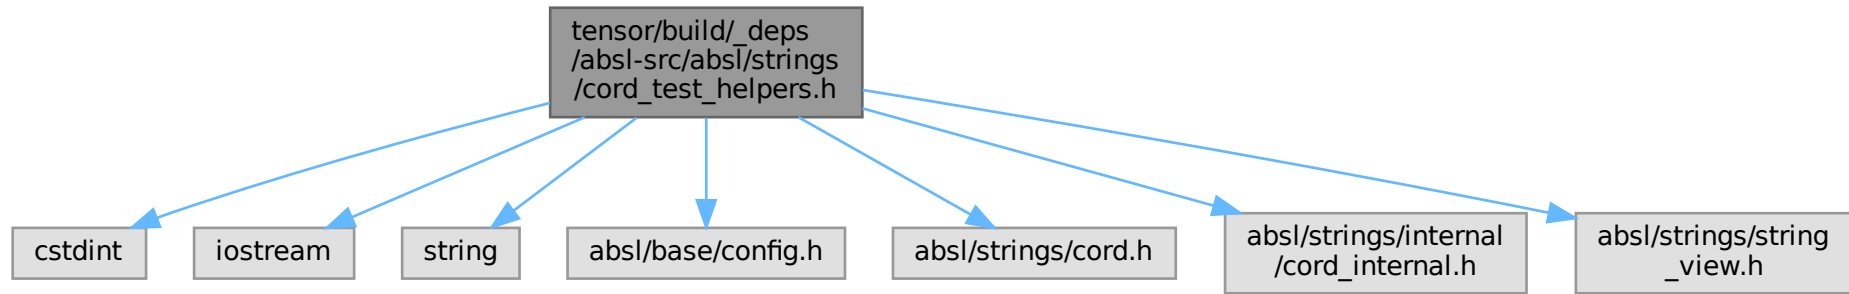 tensor/build/_deps
/absl-src/absl/strings
/cord_test_helpers.h
cstdint
iostream
string
absl/base/config.h
absl/strings/cord.h
absl/strings/internal
/cord_internal.h
absl/strings/string
_view.h